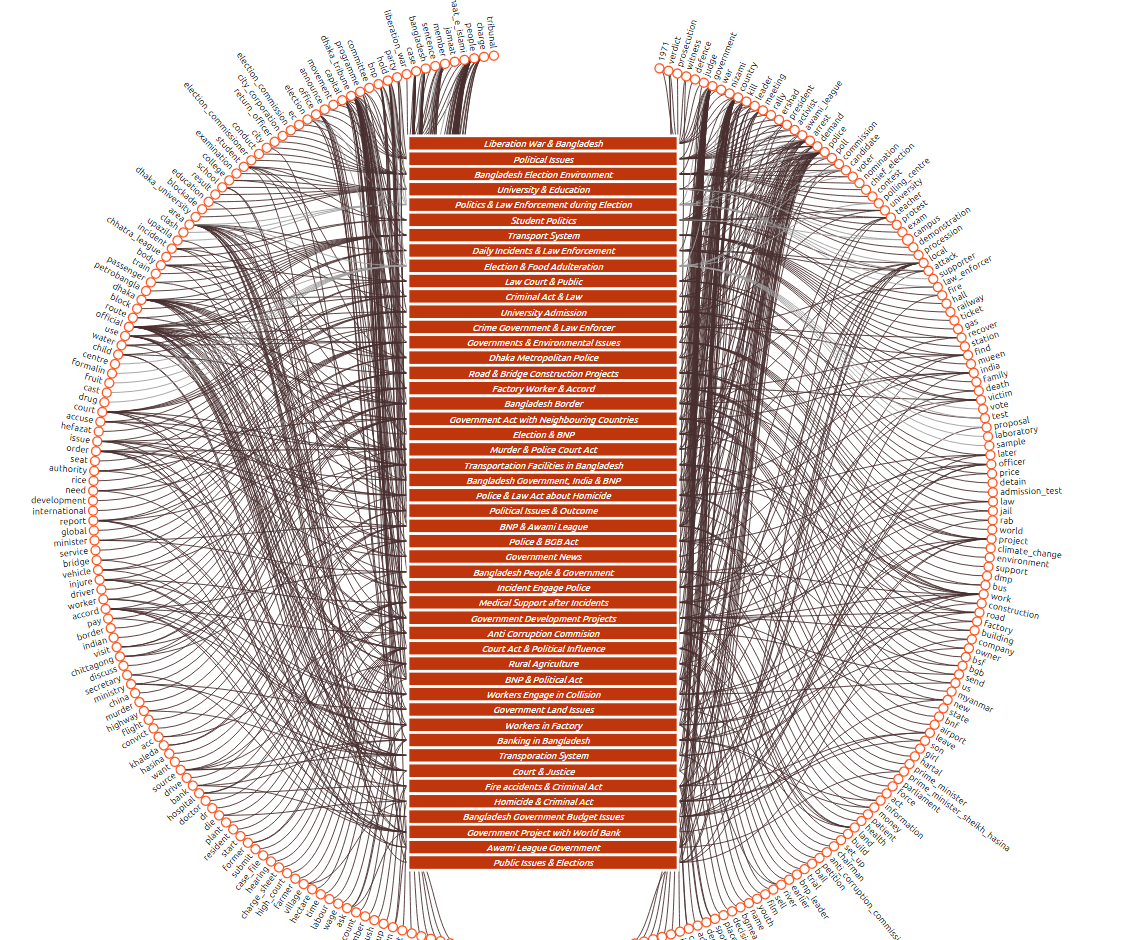 tribunal
charge
people
jamaat
member
sentence
bangladesh
case
liberation_war
party
hold
bnp
committee
programme
dhaka_tribune
capital
movement
announce
office
election
ec
election_commission
city_corporation
return_officer
city
conduct
election_commissioner
student
examination
college
school
result
education
blockade
dhaka_university
area
clash
upazila
incident
chhatra_league
body
train
passenger
petrobangla
dhaka
block
route
official
use
water
child
centre
formalin
fruit
cast
drug
court
accuse
hefazat
issue
order
seat
authority
rice
need
development
international
report
global
minister
service
bridge
vehicle
injure
driver
worker
accord
pay
border
indian
visit
chittagong
discuss
secretary
ministry
china
murder
highway
flight
convict
acc
khaleda
hasina
want
source
drive
bank
hospital
doctor
dr
die
plant
resident
start
former
submit
case_file
hearing
charge_sheet
high_court
farmer
village
hectare
time
labour
wage
ask
count
Liberation War & Bangladesh
Political Issues
Bangladesh Election Environment
University & Education
Politics & Law Enforcement during Election
Student Politics
Transport System
Daily Incidents & Law Enforcement
Election & Food Adulteration
Law Court & Public
Criminal Act & Law
University Admission
Crime Government & Law Enforcer
Governments & Environmental Issues
Dhaka Metropolitan Police
Road & Bridge Construction Projects
Factory Worker & Accord
Bangladesh Border
Government Act with Neighbouring Countries
Election & BNP
Murder & Police Court Act
Transportation Facilities in Bangladesh
Bangladesh Government, India & BNP
Police & Law Act about Homicide
Political Issues & Outcome
BNP & Awami League
Police & BGB Act
Government News
Bangladesh People & Government
Incident Engage Police
Medical Support after Incidents
Government Development Projects
Anti Corruption Commision
Court Act & Political Influence
Rural Agriculture
BNP & Political Act
Workers Engage in Collision
Government Land Issues
Workers in Factory
Banking in Bangladesh
Transporation System
Court & Justice
Fire accidents & Criminal Act
Homicide & Criminal Act
Bangladesh Government Budget Issues
Government Project with World Bank
Awami League Government
Public Issues & Elections
1971
verdict
prosecution
witness
defence
judge
government
war
nizami
country
kill
leader
meeting
rally
ershad
president
activist
awami_league
arrest
demand
police
poll
commission
candidate
voter
nomination
cheer_election
contest
polling_centre
university
teacher
protest
exam
campus
demonstration
procession
local
attack
supporter
law_enforcer
fire
hall
railway
ticket
gas
recover
station
find
mueen
india
family
death
victim
vote
test
proposal
laboratory
sample
later
officer
price
detain
admission_test
law
jail
rab
world
project
climate_change
environment
support
dmp
bus
work
construction
road
factory
building
company
owner
bsf
bgb
send
us
myanmar
new
state
bnf
airport
leave
son
girl
hartal
prime_minister
prime_minister_sheikh_hasina
parliament
force
act
information
money
patient
health
land
build
set_up
chairman
petition
bail
trial
bnp_leader
earlier
river
sell
film
youth
name